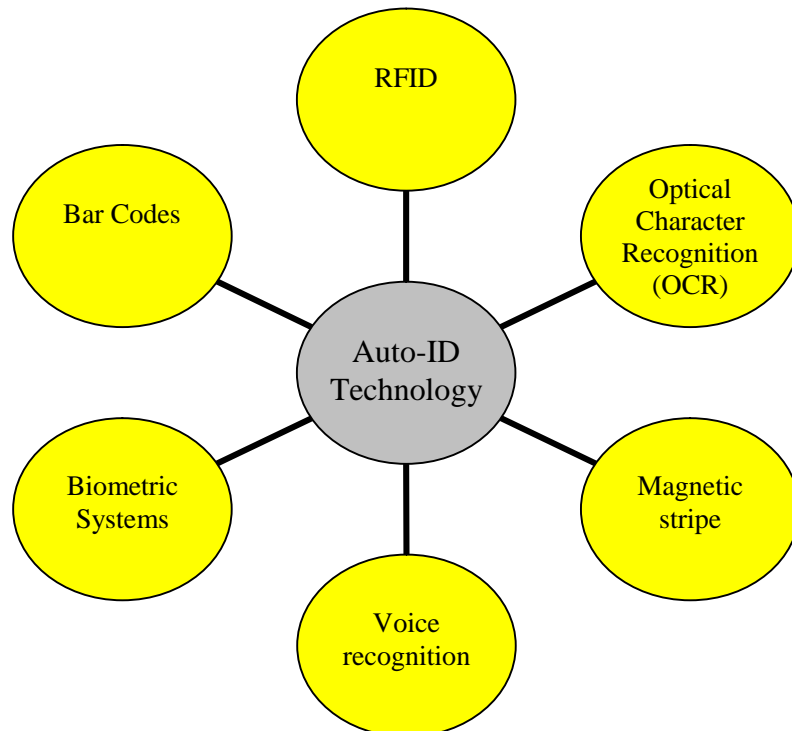 RFID
Bar Codes
Optical
Character
Recognition
(OCR)
Auto-ID
Technology
Biometric
Systems
Magnetic
stripe
Voice
recognition